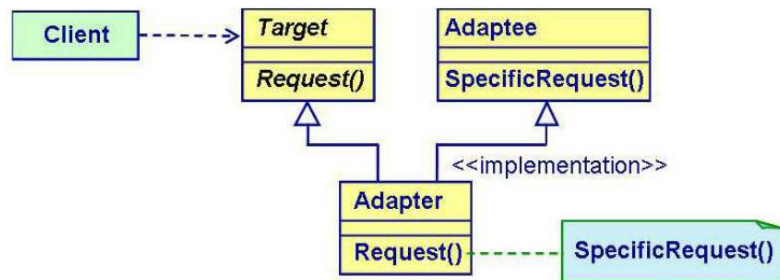 Client
Target
Request()
Adaptee
SpecificRequest()
<<implementation>>
Adapter
Request()
SpecificRequest()